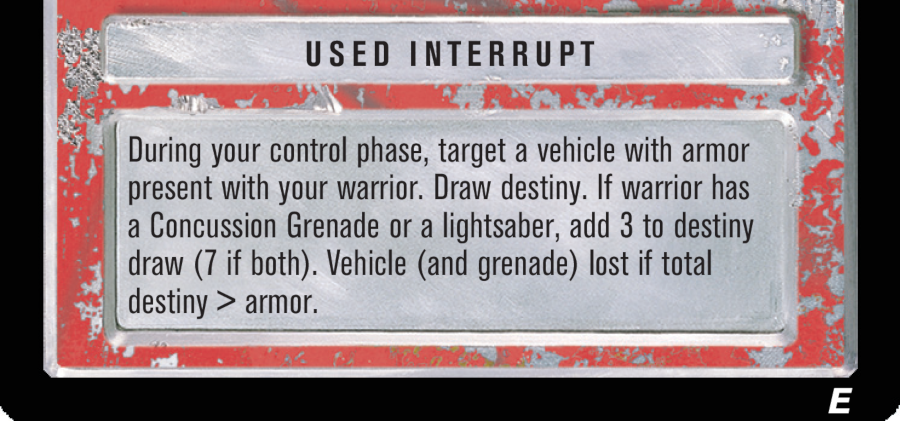 USED INTERRUPT
During your control phase, target a vehicle with armor
present with your warrior. Draw destiny. If warrior has
a Concussion Grenade or a lightsaber, add 3 to destiny
draw (7 if both). Vehicle (and grenade) lost if total
destiny > armor.
E